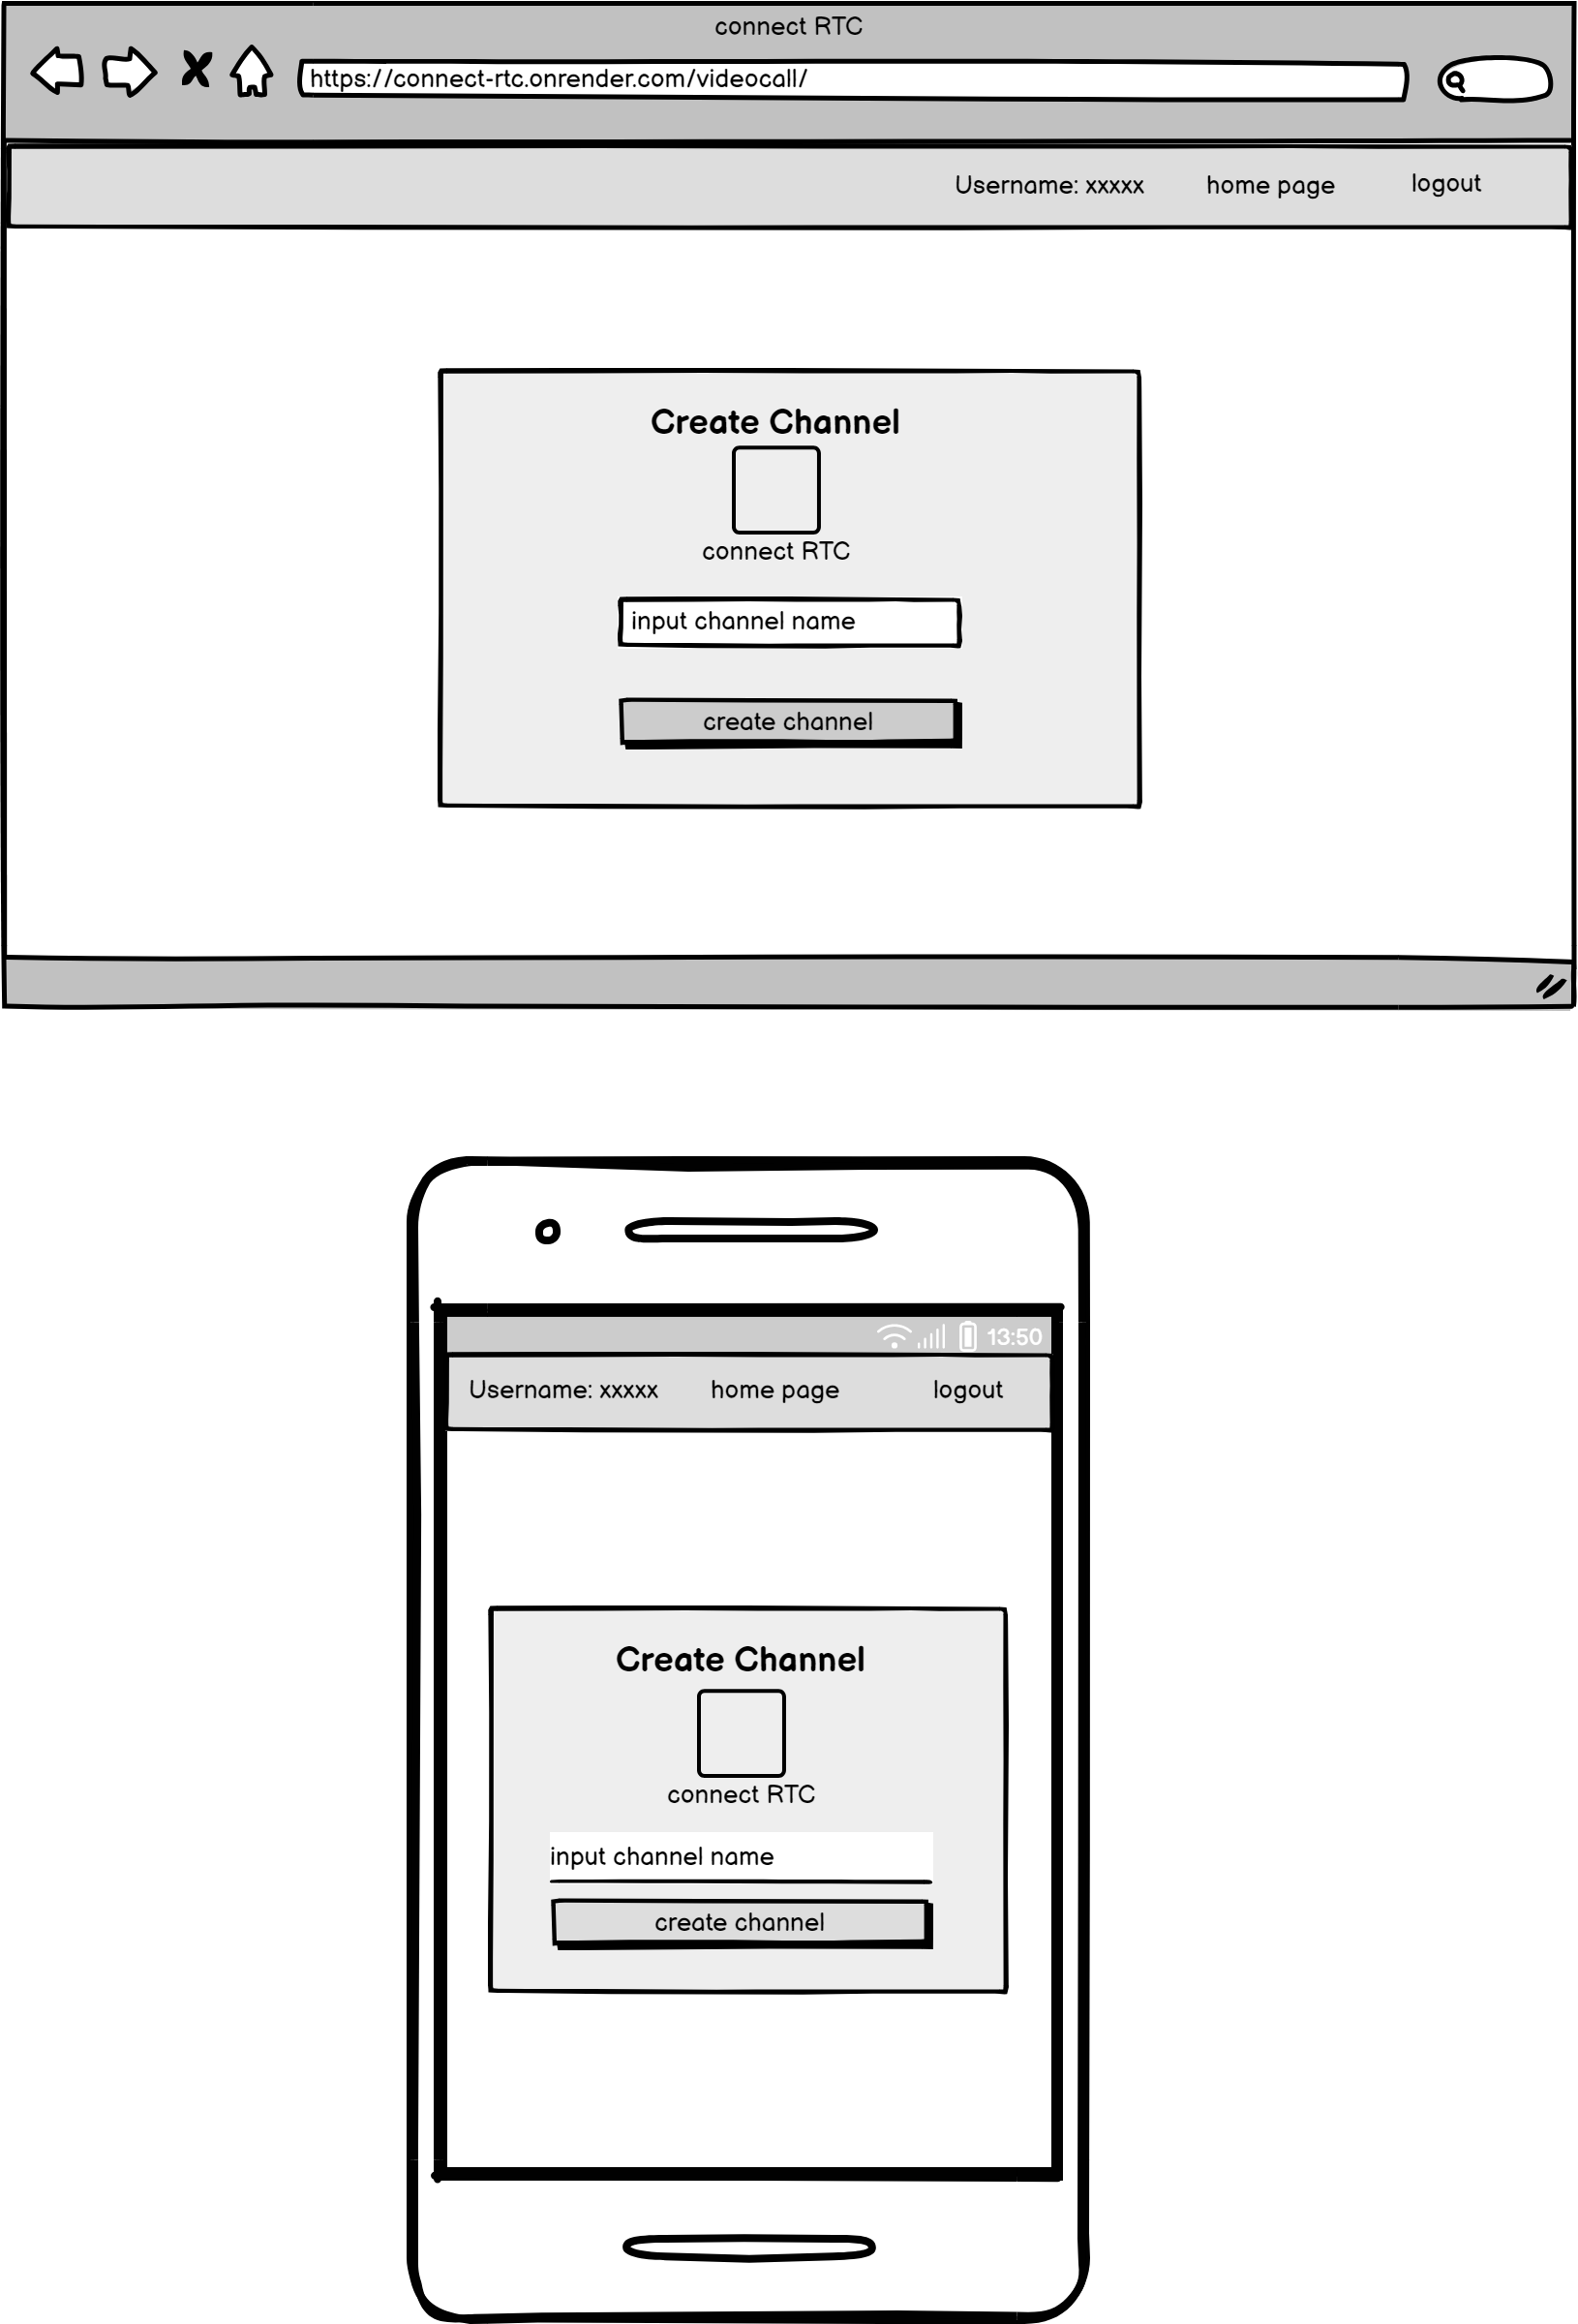 connect RTC
https://connect-rtc.onrender.com/videocall/
Username: xxxxx home page logout
Create Channel
connect RTC
input channel name
create channel
13:50
Username: xxxxx home page logout
Create Channel
connect RTC
input channel name
create channel